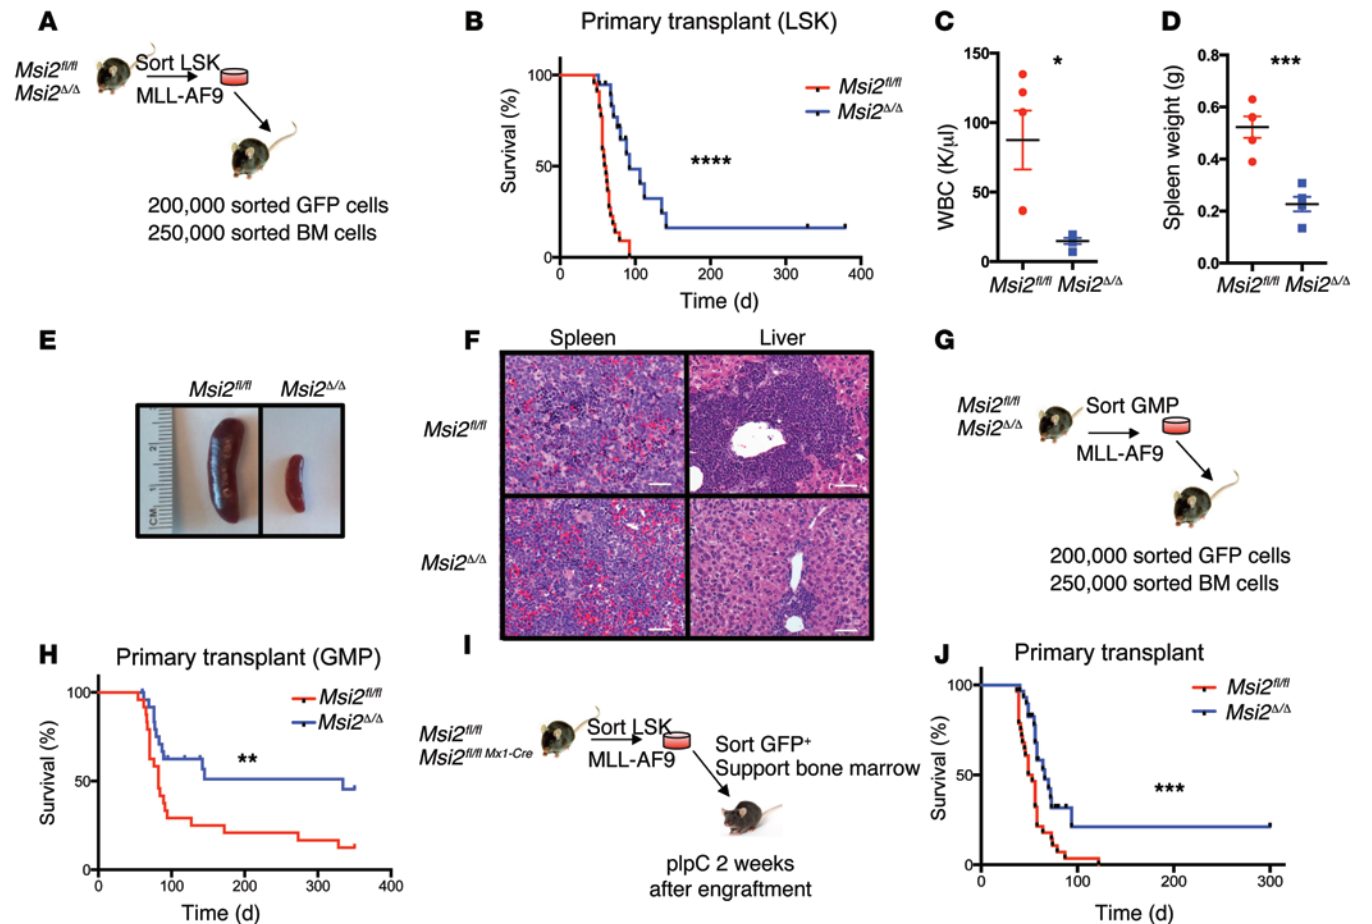 A
Msi2fl/fl
Msi2Δ/Δ
Sort LSK
MLL-AF9
200,000 sorted GFP cells
250,000 sorted BM cells
B
Primary transplant (LSK)
Survival (%)
100
50
0
Msi2fl/fl
Msi2Δ/Δ
****
0 100 200 300 400
Time (d)
C
WBC (K/µl)
150
100
50
0
*
Msi2fl/fl Msi2Δ/Δ
D
Spleen weight (g)
0.8
0.6
0.4
0.2
0.0
***
Msi2fl/fl Msi2Δ/Δ
E
Msi2fl/fl Msi2Δ/Δ
2
1
CM
F
Spleen Liver
Msi2fl/fl
Msi2Δ/Δ
G
Msi2fl/fl
Msi2Δ/Δ
Sort GMP
MLL-AF9
200,000 sorted GFP cells
250,000 sorted BM cells
H
Primary transplant (GMP)
Survival (%)
100
50
0
Msi2fl/fl
Msi2Δ/Δ
**
0 100 200 300 400
Time (d)
I
Msi2fl/fl
Msi2fl/fl Mx1-Cre
Sort LSK
MLL-AF9
Sort GFP+
Support bone marrow
pIpC 2 weeks
after engraftment
J
Primary transplant
Survival (%)
100
50
0
Msi2fl/fl
Msi2Δ/Δ
***
0 100 200 300
Time (d)